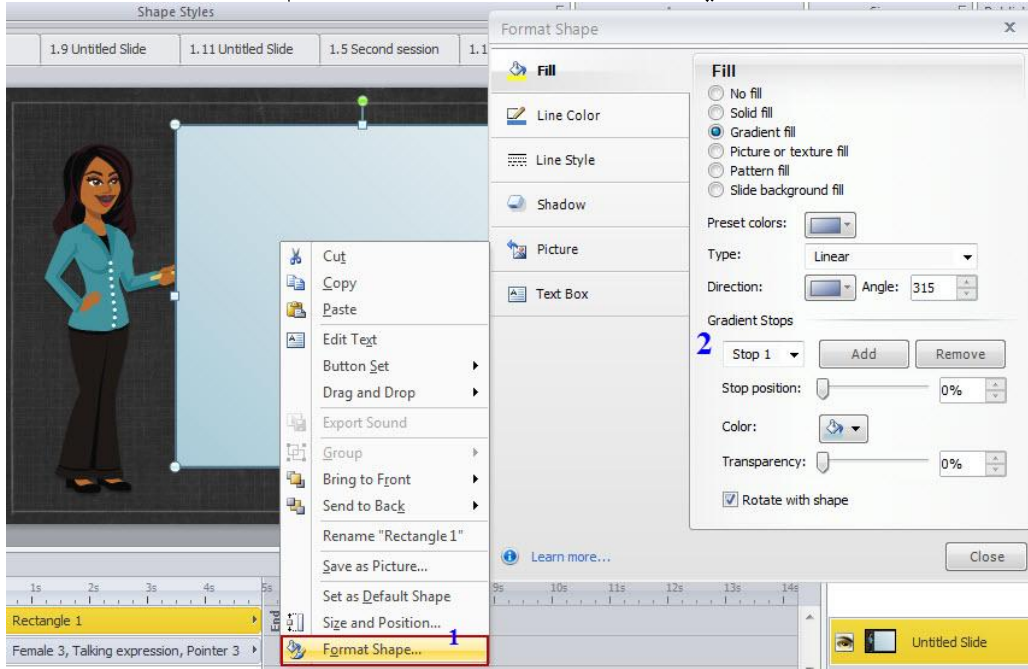 Shape Styles
1.9 Untitled Slide
1.11 Untitled Slide
1.5 Second session
1.1
Cut
Copy
Paste
Edit Text
Button Set
Drag and Drop
Export Sound
Group
Bring to Front
Send to Back
Rename "Rectangle 1"
Save as Picture...
Set as Default Shape
Size and Position...
Format Shape...
1
Format Shape
X
Fill
Line Color
Line Style
Shadow
Picture
Text Box
Fill
No fill
Solid fill
Gradient fill
Picture or texture fill
Pattern fill
Slide background fill
Preset colors:
Type: Linear
Direction: Angle: 315
Gradient Stops
2
Stop 1 Add Remove
Stop position: 0%
Color:
Transparency: 0%
Rotate with shape
Learn more...
Close
1s 2s 3s 4s 5s 9s 10s 11s 12s 13s 14s
End
Rectangle 1
Female 3, Talking expression, Pointer 3
Untitled Slide